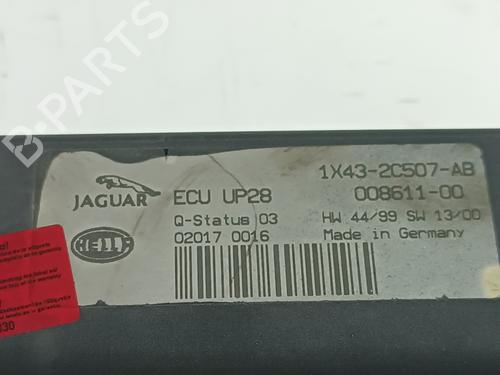 B-PARTS
JAGUAR
HELLA
ECU UP28
Q-Status 03
02017 0016
1X43-2C507-AB
008611-00
HW 44/99 SW 13/00
Made in Germany